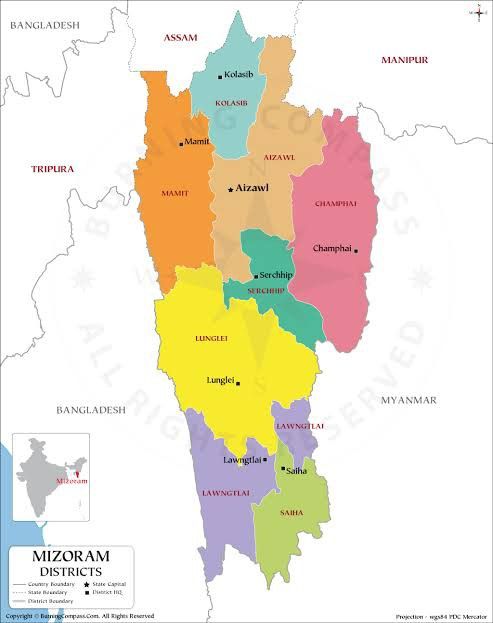 BANGLADESH
ASSAM
MANIPUR
N
Kolasib
KOLASIB
Mamit
AIZAWL
TRIPURA
MAMIT
Aizawl
CHAMPHAI
Champhai
Serchhip
SERCHHIP
LUNGLEI
Lunglei
BANGLADESH
MYANMAR
LAWNGTLAI
Lawngtlai
Saiha
LAWNGTLAI
SAIHA
Mizoram
MIZORAM
DISTRICTS
Country Boundary
State Boundary
District Boundary
State Capital
District HQ
BURNING COMPASS
ALL RIGHTS RESERVED
Copyright © BurningCompass.Com. All Rights Reserved
Projection - wgs84 PDC Mercator